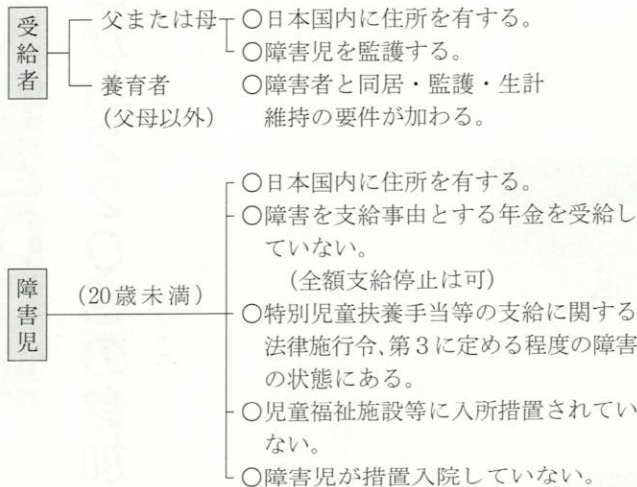 受給者
父または母
○日本国内に住所を有する。
○障害児を監護する。
養育者
(父母以外)
○障害者と同居・監護・生計
維持の要件が加わる。
障害児
(20歳未満)
○日本国内に住所を有する。
○障害を支給事由とする年金を受給し
ていない。
(全額支給停止は可)
○特別児童扶養手当等の支給に関する
法律施行令、第3に定める程度の障害
の状態にある。
○児童福祉施設等に入所措置されてい
ない。
○障害児が措置入院していない。